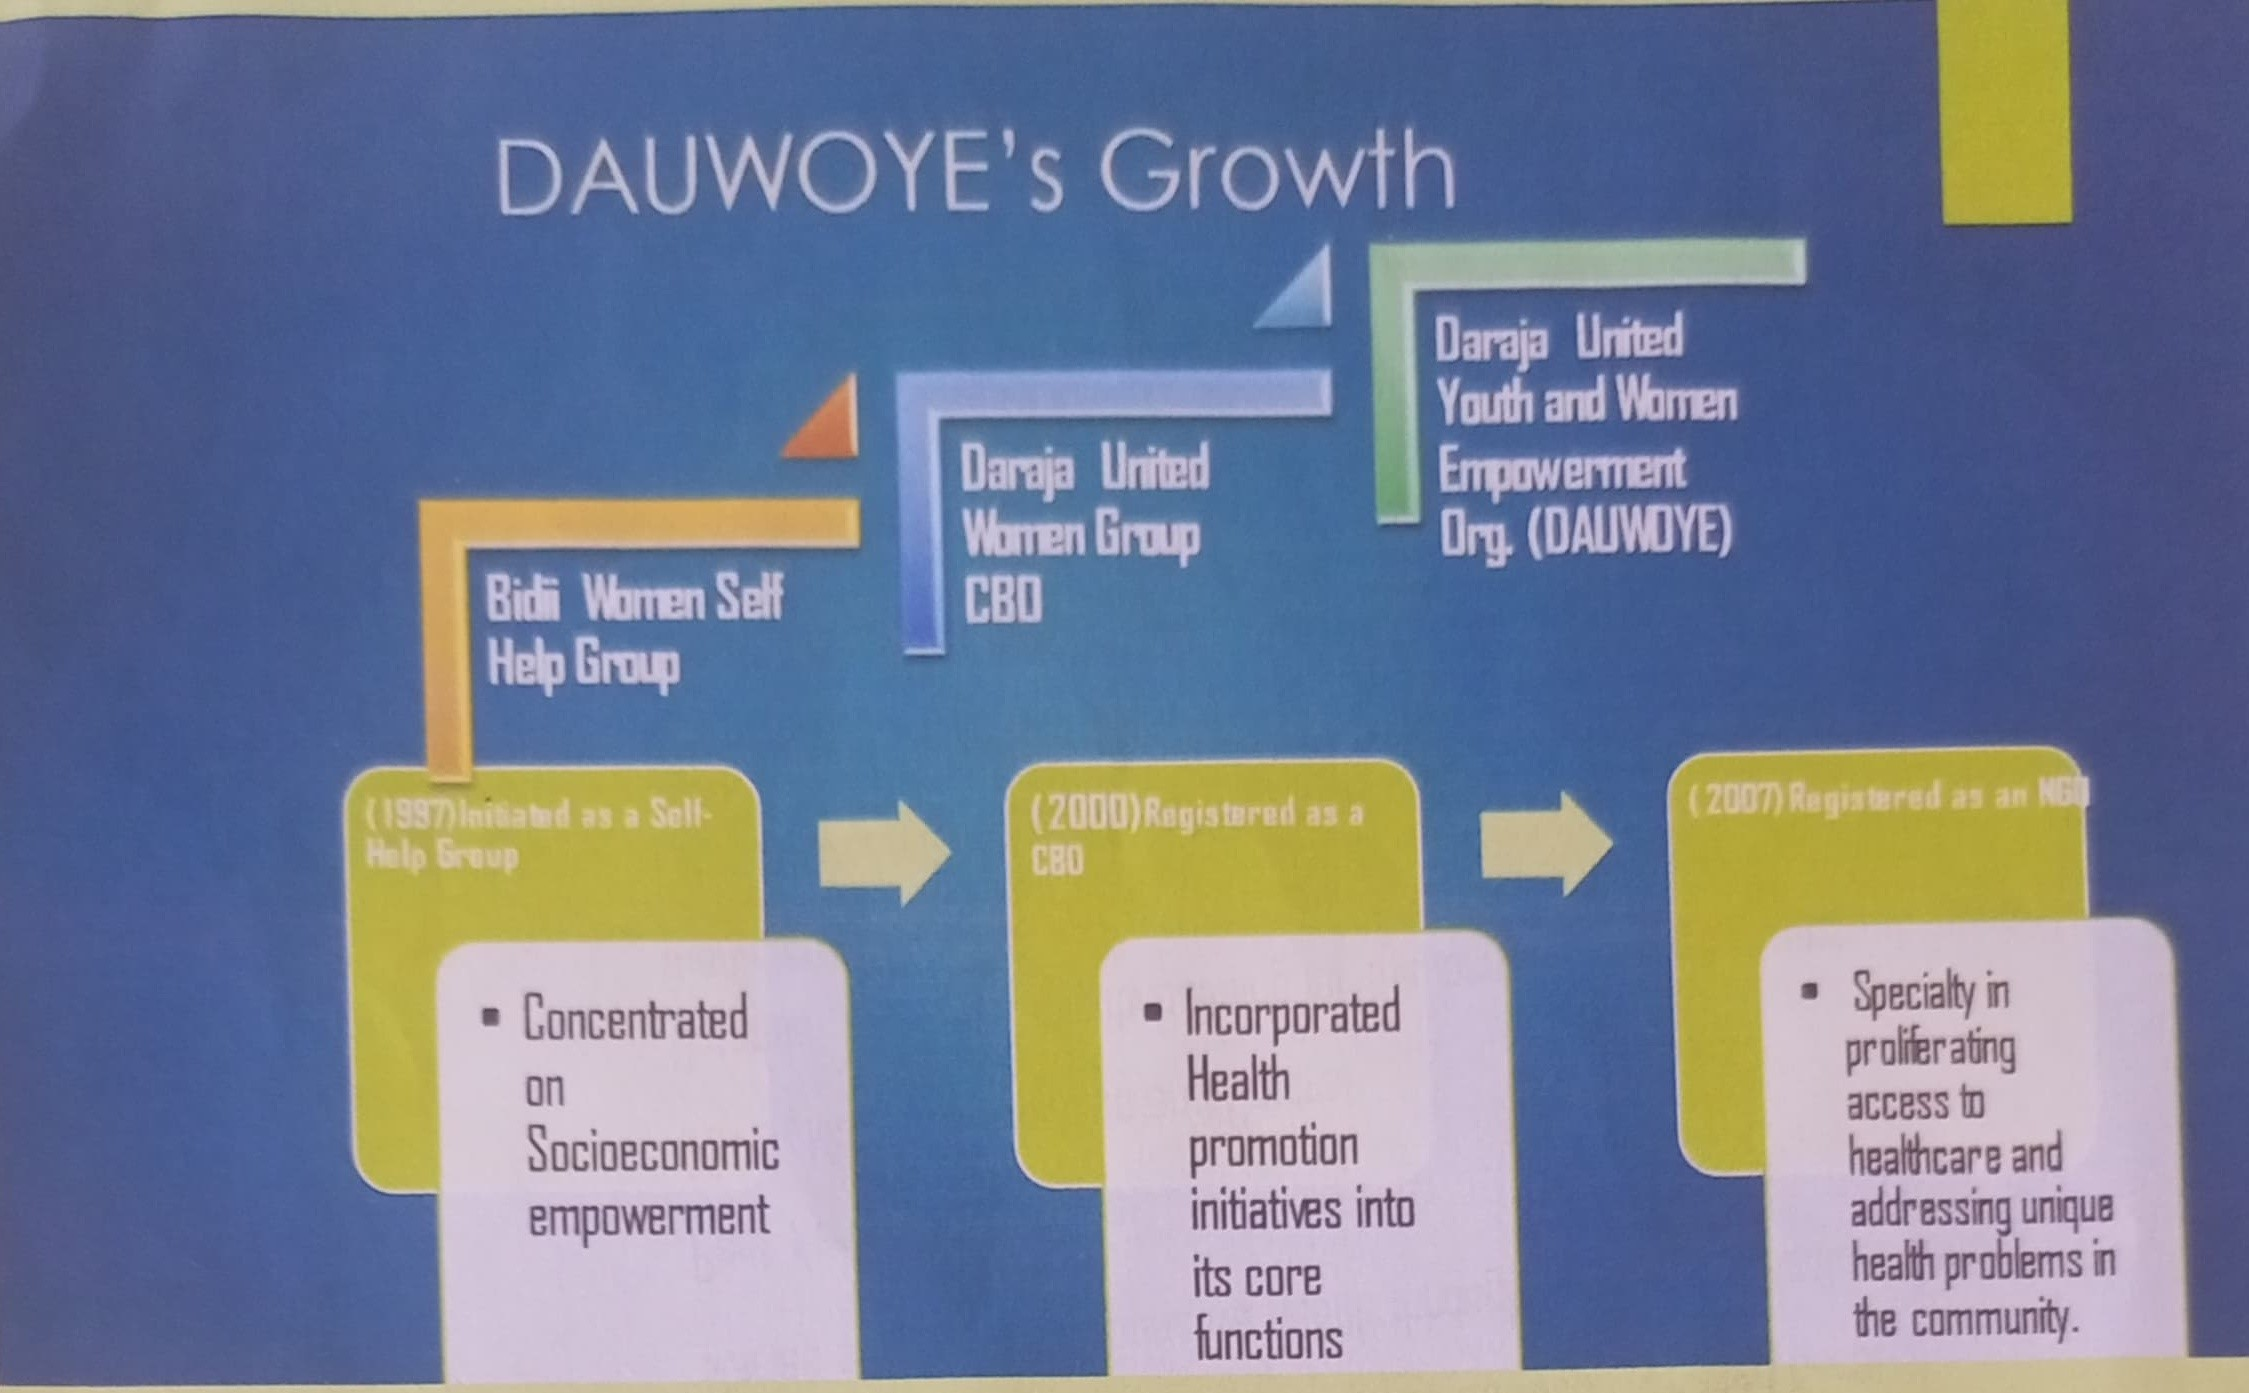 DAUWOYE's Growth
Bidii Women Self
Help Group
Daraja United
Women Group
CBO
Daraja United
Youth and Women
Empowerment
Org. (DAUWOYE)
(1997)Initiated as a Self-
Help Group
▪ Concentrated
on
Socioeconomic
empowerment
(2000)Registered as a
CBO
▪ Incorporated
Health
promotion
initiatives into
its core
functions
(2007)Registered as an NGO
▪ Specialty in
proliferating
access to
healthcare and
addressing unique
health problems in
the community.